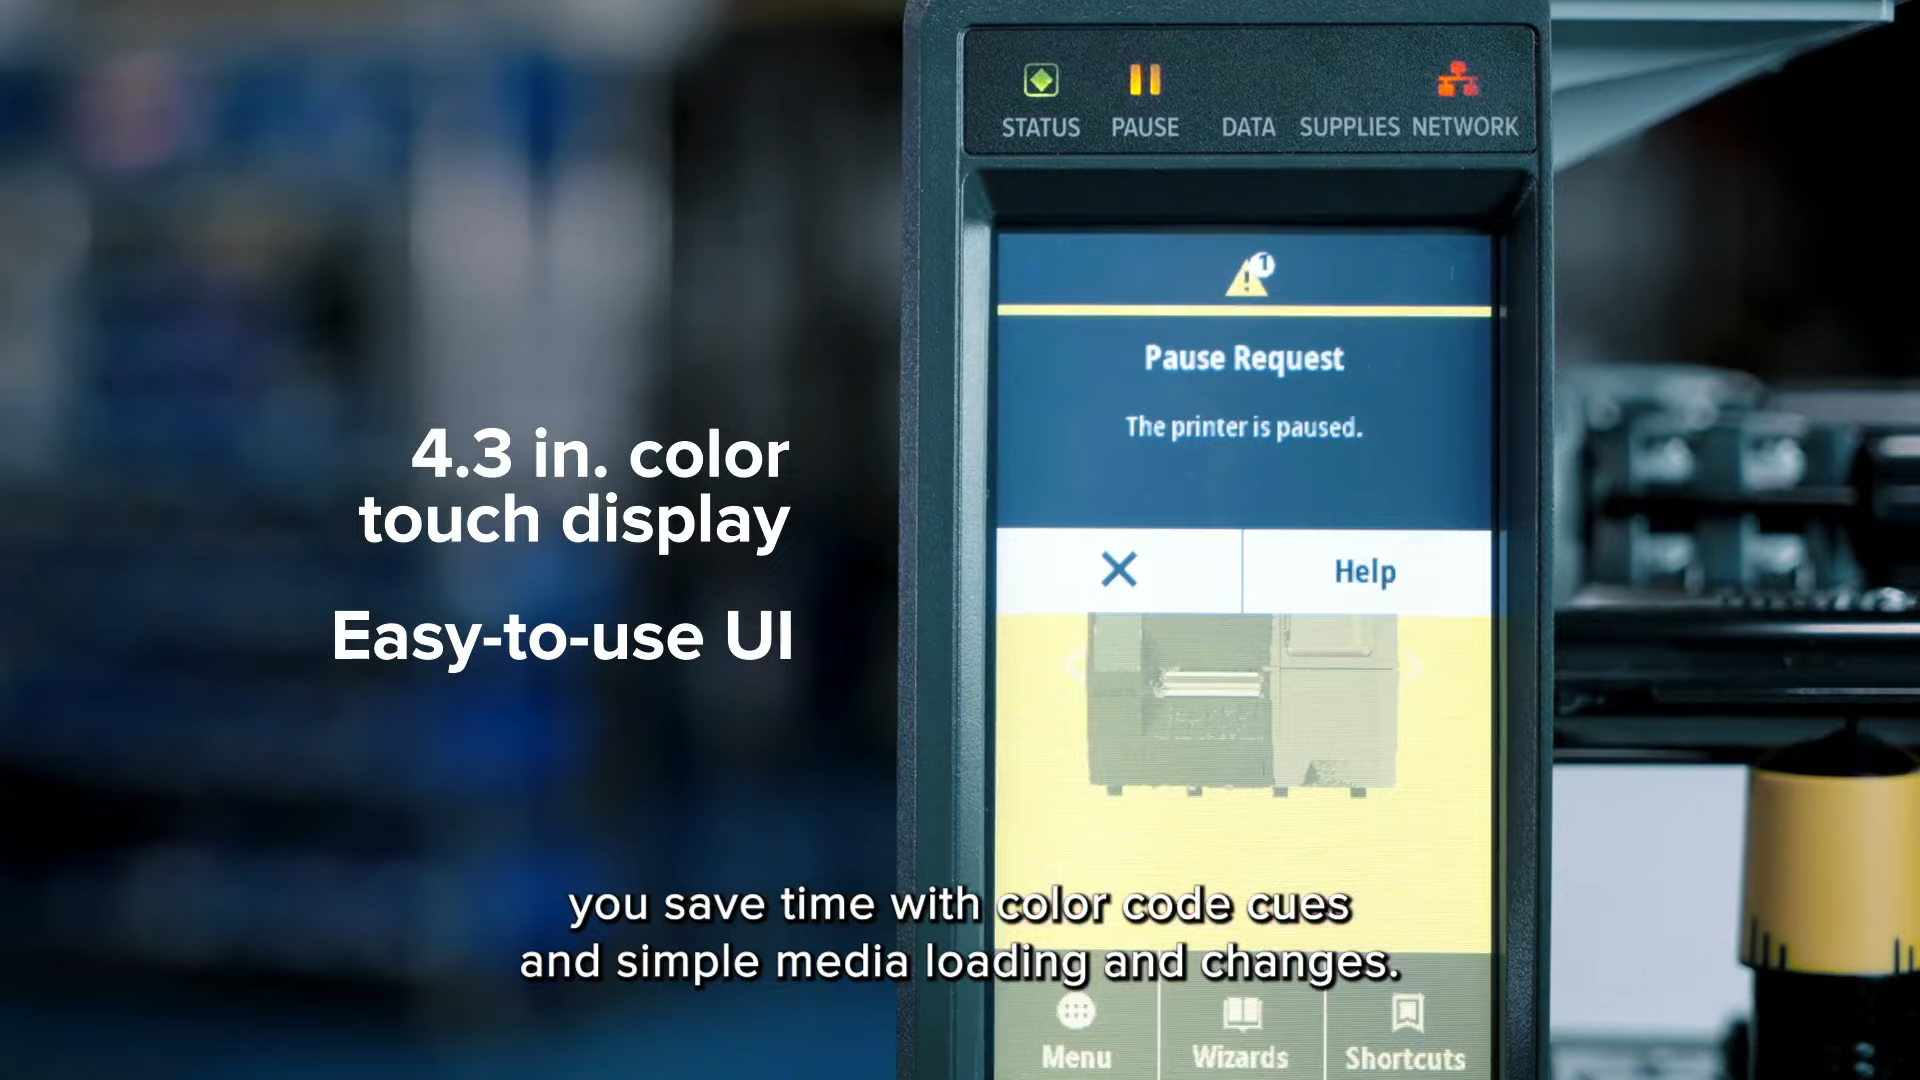 STATUS PAUSE DATA SUPPLIES NETWORK
1
Pause Request
The printer is paused.
Help
4.3 in. color
touch display
Easy-to-use UI
you save time with color code cues
and simple media loading and changes.
Menu Wizards Shortcuts